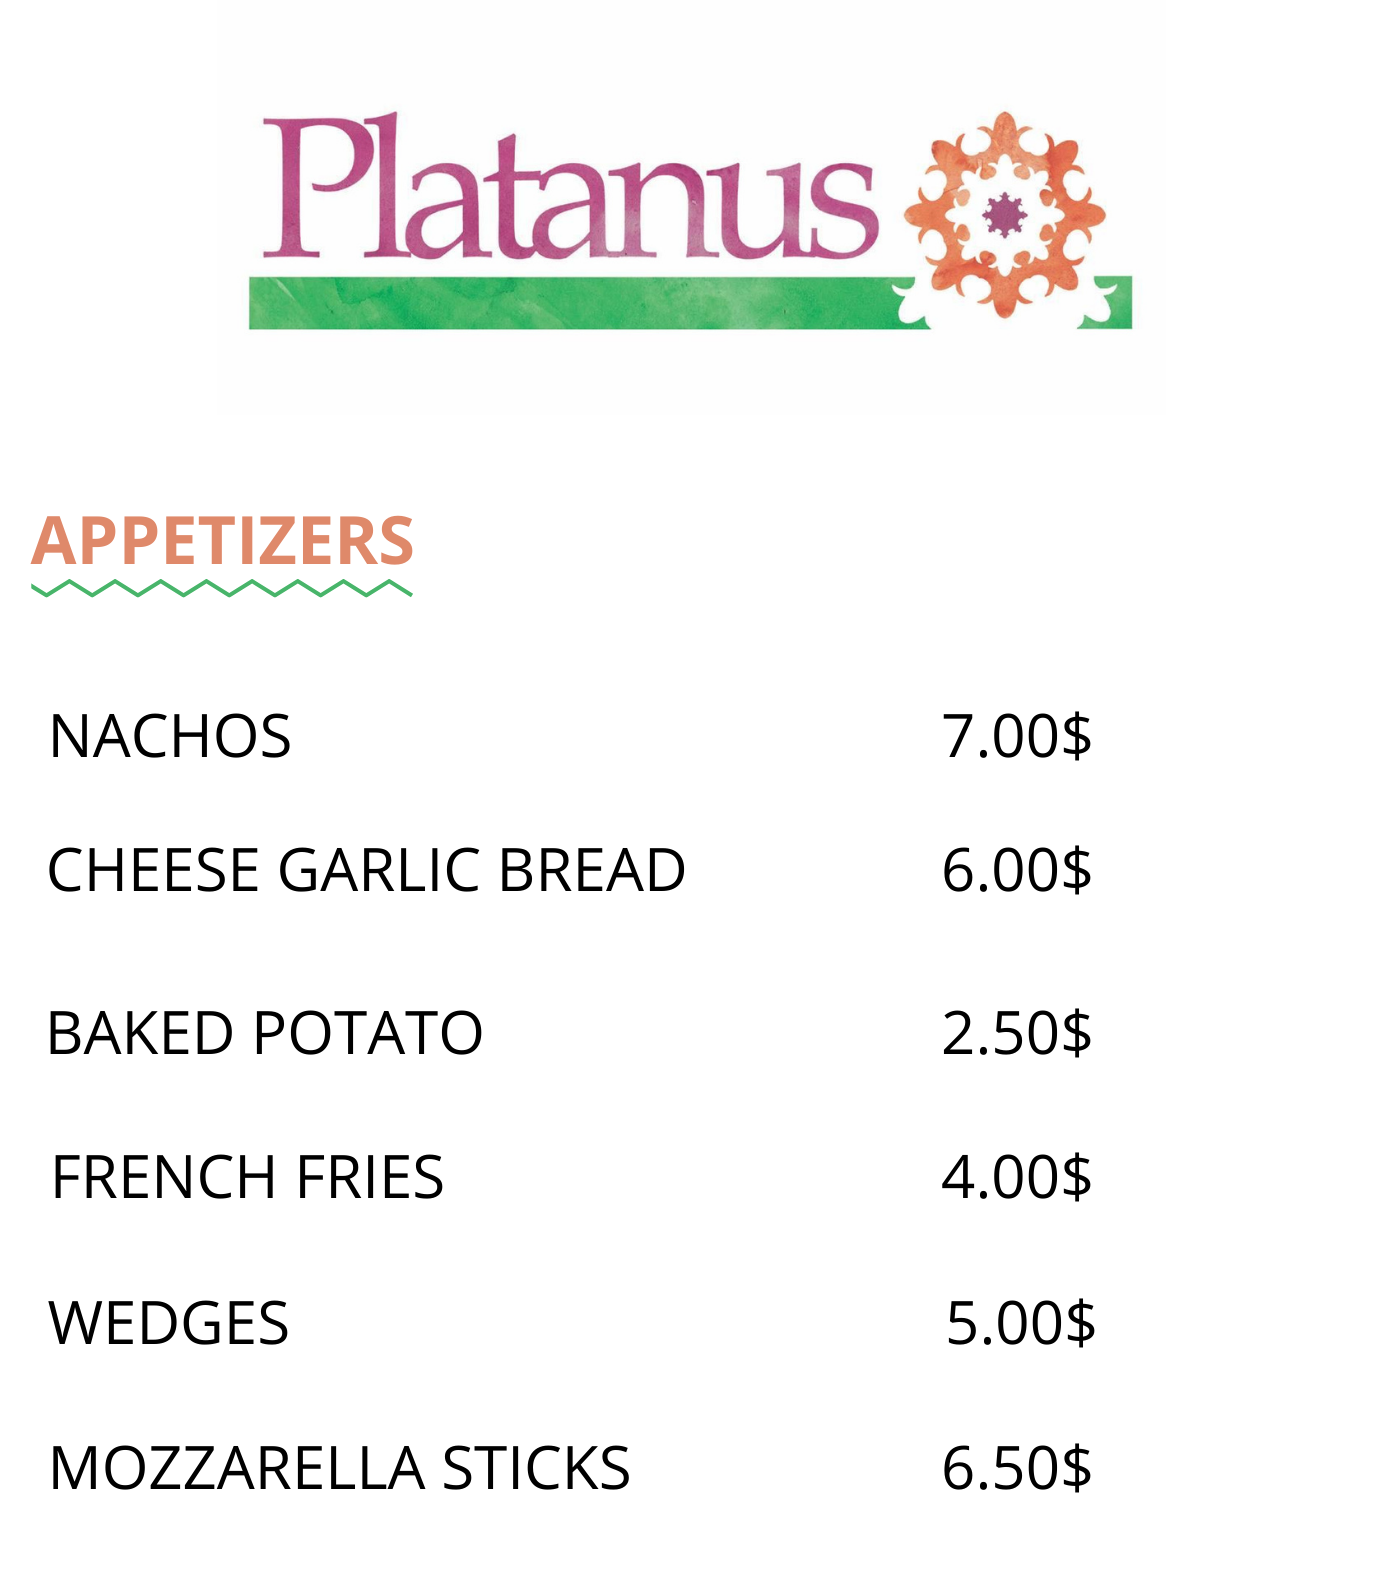 Platanus
APPETIZERS
NACHOS 7.00$
CHEESE GARLIC BREAD 6.00$
BAKED POTATO 2.50$
FRENCH FRIES 4.00$
WEDGES 5.00$
MOZZARELLA STICKS 6.50$